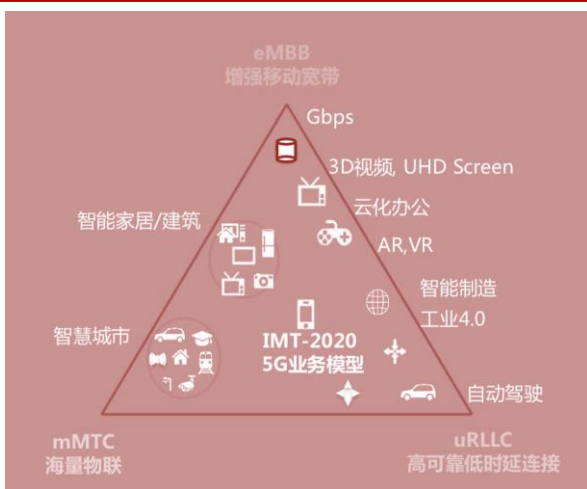 eMBB
增强移动宽带
Gbps
3D视频, UHD Screen
云化办公
智能家居/建筑
AR,VR
智能制造
工业4.0
智慧城市
IMT-2020
5G业务模型
自动驾驶
mMTC
海量物联
uRLLC
高可靠低时延连接